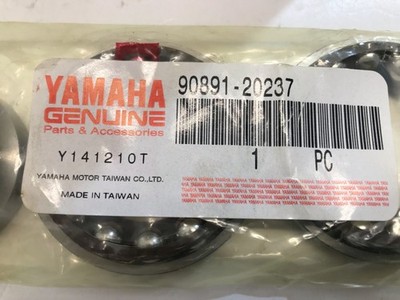 YAMAHA
GENUINE
Parts & Accessories
90891-20237
Y141210T
1 PC
YAMAHA MOTOR TAIWAN CO.,LTD.
MADE IN TAIWAN